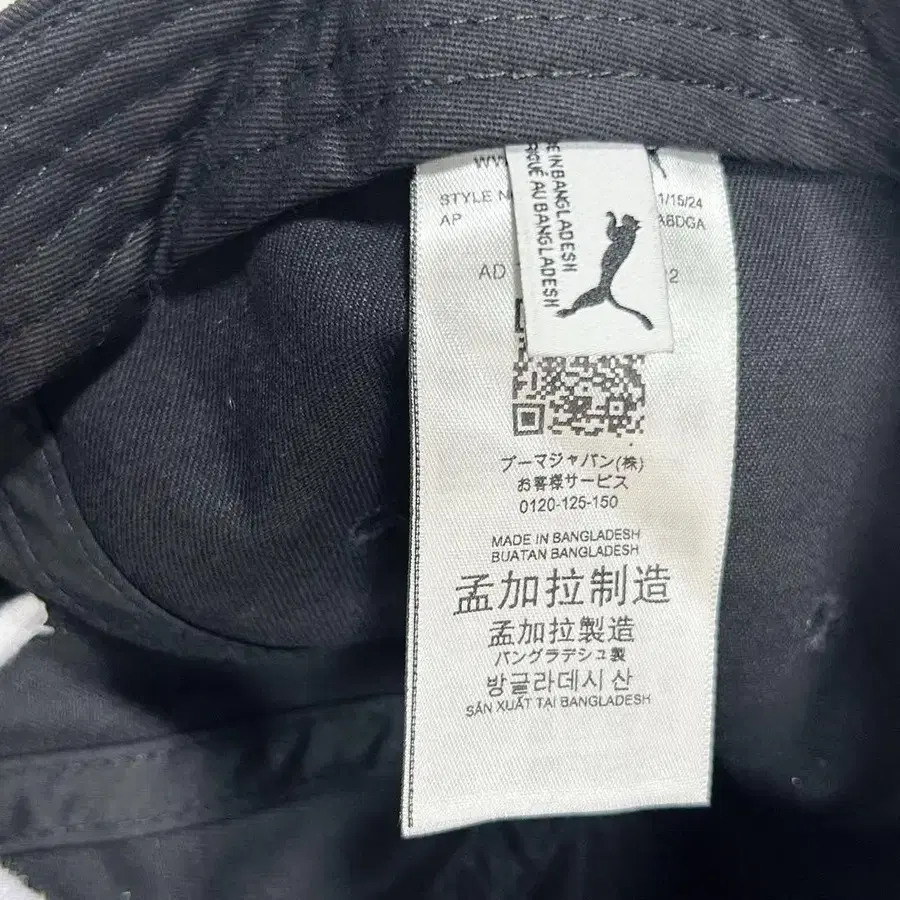 WW
STYLE N 1/15/24
AP ABDGA
E IN BANGLADESH
RIQUÉ AU BANGLADESH
AD 2
プーマジャパン(株)
お客様サービス
0120-125-150
MADE IN BANGLADESH
BUATAN BANGLADESH
孟加拉制造
孟加拉製造
バングラデシュ製
방글라데시 산
SẢN XUẤT TẠI BANGLADESH